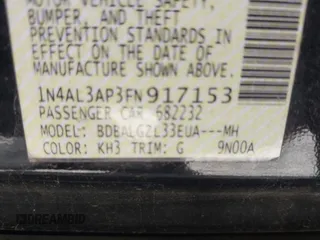 MOTOR VEHICLE SAFETY,
BUMPER, AND THEFT
PREVENTION STANDARDS IN
EFFECT ON THE DATE OF
MANUFACTURE SHOWN ABOVE.
1N4AL3AP3FN917153
PASSENGER CAR 682232
MODEL: BDBALGZL33EUA---MH
COLOR: KH3 TRIM: G 9N00A
DREAMBID